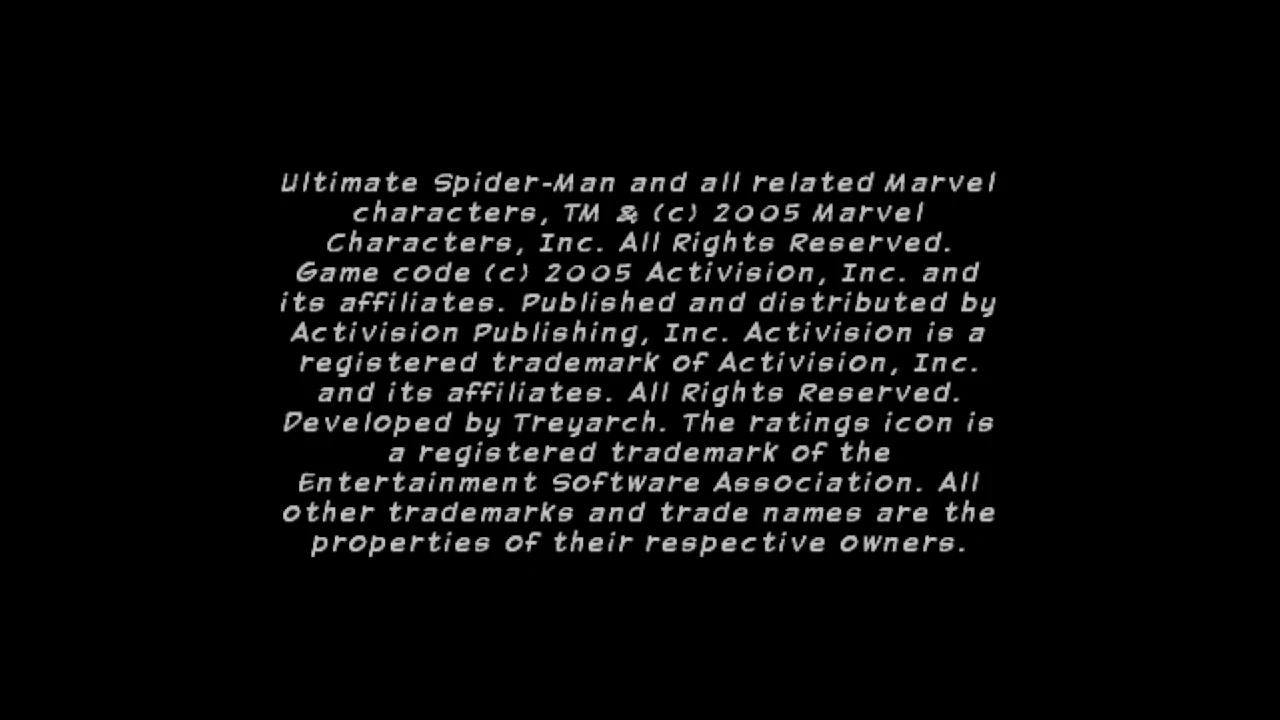 Ultimate Spider-Man and all related Marvel
characters, TM & (c) 2005 Marvel
Characters, Inc. All Rights Reserved.
Game code (c) 2005 Activision, Inc. and
its affiliates. Published and distributed by
Activision Publishing, Inc. Activision is a
registered trademark of Activision, Inc.
and its affiliates. All Rights Reserved.
Developed by Treyarch. The ratings icon is
a registered trademark of the
Entertainment Software Association. All
other trademarks and trade names are the
properties of their respective owners.